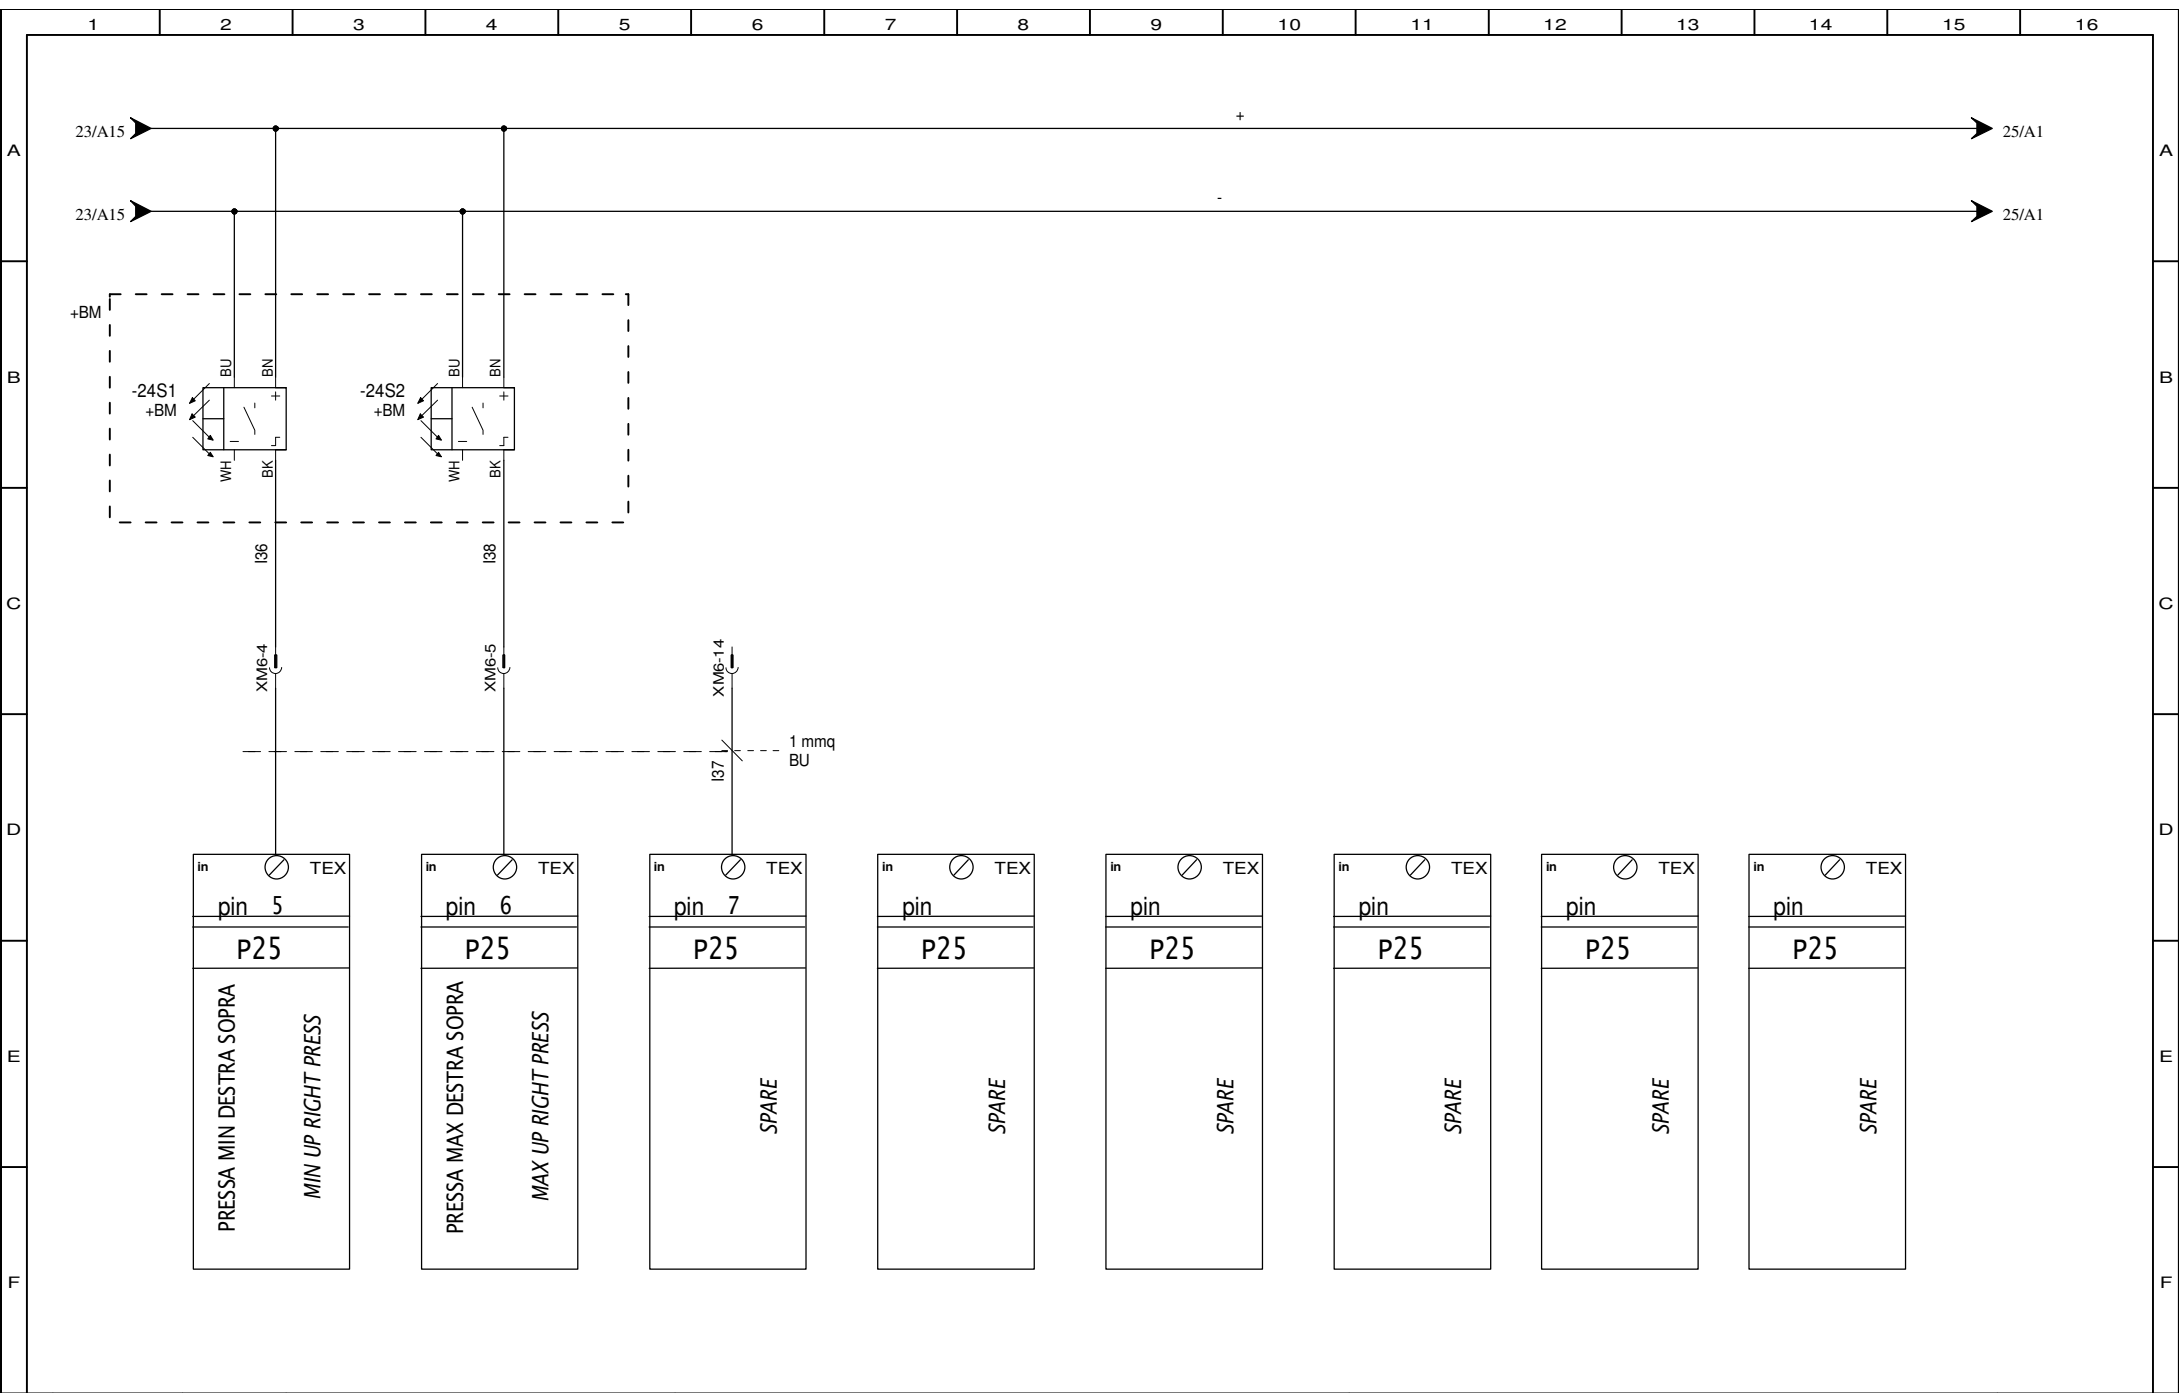 1 2 3 4 5 6 7 8 9 10 11 12 13 14 15 16
+
23/A15 25/A1
A A
-
23/A15 25/A1
+BM
BU BN BU BN
B B
-24S1 -24S2
+BM +BM
+ +
WH BK WH BK
I36 I38
C C
XM6-4 XM6-5 XM6-14
1 mmq
BU
I37
D D
in TEX in TEX in TEX in TEX in TEX in TEX in TEX in TEX
pin 5 pin 6 pin 7 pin pin pin pin pin
P25 P25 P25 P25 P25 P25 P25 P25
PRESSA MIN DESTRA SOPRA
MIN UP RIGHT PRESS
PRESSA MAX DESTRA SOPRA
MAX UP RIGHT PRESS
SPARE
SPARE
SPARE
SPARE
SPARE
SPARE
E E
F F